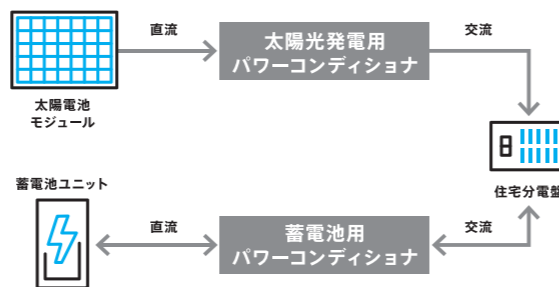 直流
太陽光発電用
パワーコンディショナ
交流
太陽電池
モジュール
住宅分電盤
蓄電池ユニット
直流
蓄電池用
パワーコンディショナ
交流